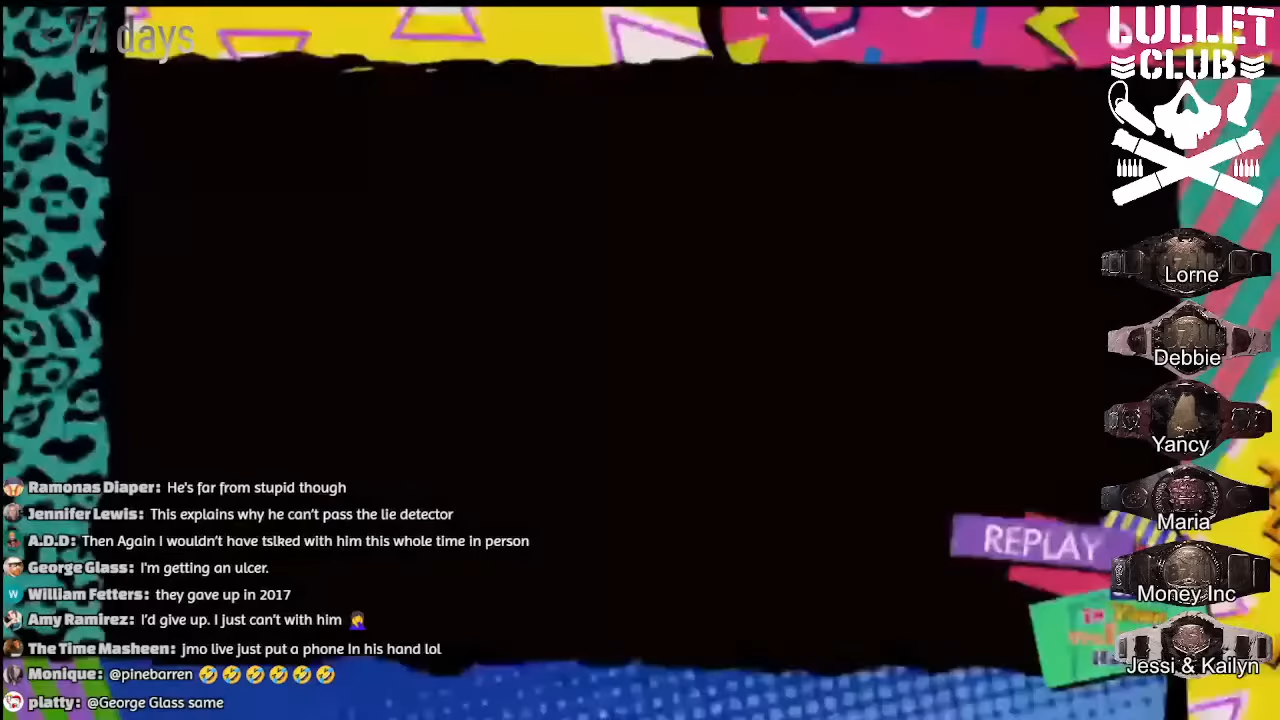 77 days
LULLET
CLUB
Lorne
Debbie
Yancy
Maria
REPLAY
Money Inc
Jessi & Kailyn
Ramonas Diaper: He's far from stupid though
Jennifer Lewis: This explains why he can't pass the lie detector
A.D.D: Then Again I wouldn't have tslked with him this whole time in person
George Glass: I'm getting an ulcer.
W William Fetters: they gave up in 2017
Amy Ramirez: I'd give up. I just can't with him 🤦‍♀️
The Time Masheen: jmo live just put a phone In his hand lol
Monique: @pinebarren 🤣 🤣 🤣 🤣 🤣 🤣
platty: @George Glass same